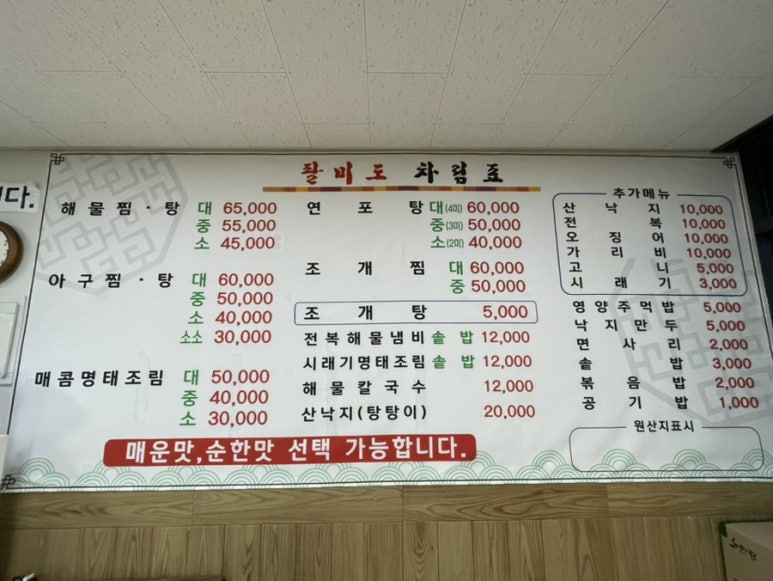 팔미도 차림표
해물찜·탕 대 65,000
중 55,000
소 45,000
아구찜·탕 대 60,000
중 50,000
소 40,000
소소 30,000
매콤명태조림 대 50,000
중 40,000
소 30,000
연포탕 대(4미) 60,000
중(3미) 50,000
소(2미) 40,000
조개찜 대 60,000
중 50,000
조개탕 5,000
전복해물냄비 솥밥 12,000
시래기명태조림 솥밥 12,000
해물칼국수 12,000
산낙지(탕탕이) 20,000
추가메뉴
산낙지 10,000
전복 10,000
오징어 10,000
가리비 10,000
고니 5,000
시래기 3,000
영양주먹밥 5,000
낙지만두 5,000
면사리 2,000
솥밥 3,000
볶음밥 2,000
공기밥 1,000
원산지표시
매운맛,순한맛 선택 가능합니다.
다.